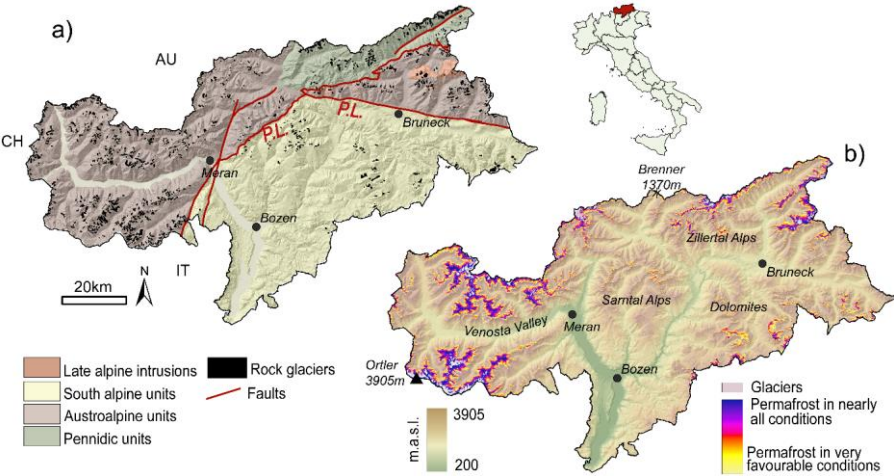 a)
AU
CH
P.L.
P.L.
Bruneck
Meran
Bozen
IT
20km
N
Late alpine intrusions
South alpine units
Austroalpine units
Pennidic units
Rock glaciers
Faults
b)
Brenner
1370m
Zillertal Alps
Bruneck
Sarntal Alps
Dolomites
Venosta Valley
Meran
Ortler
3905m
Bozen
3905
m.a.s.l.
200
Glaciers
Permafrost in nearly
all conditions
Permafrost in very
favourable conditions